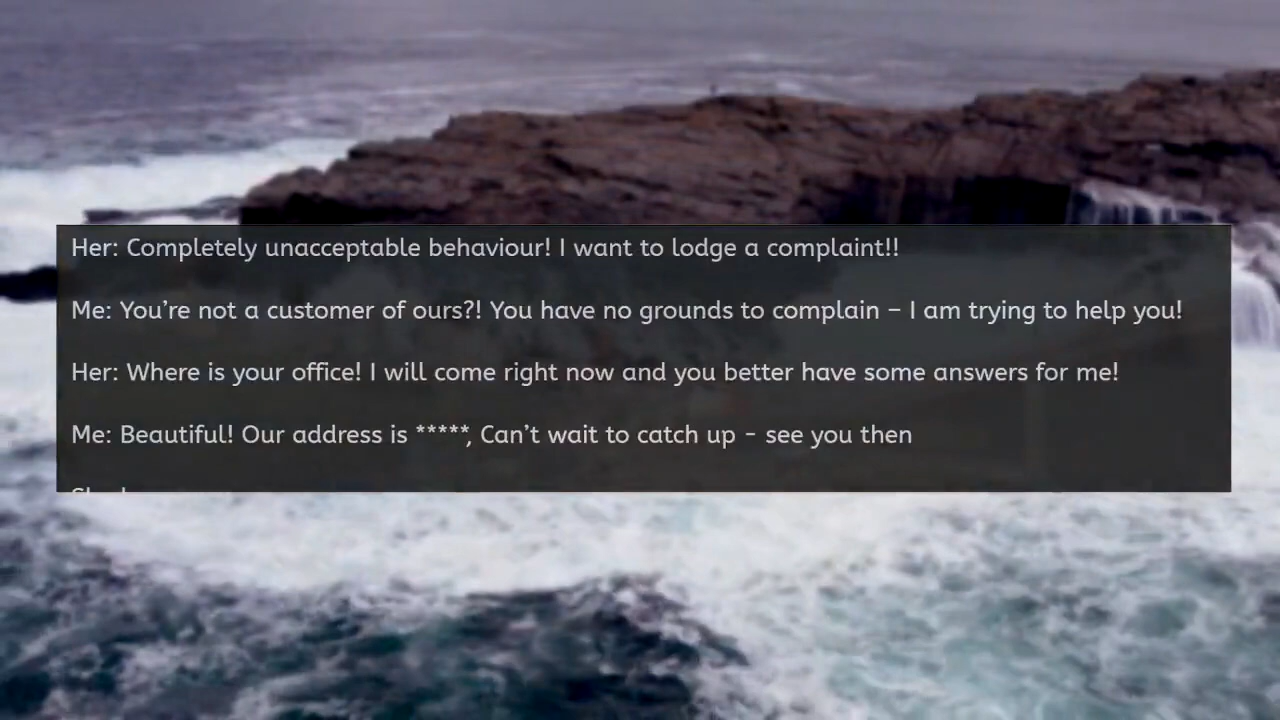 Her: Completely unacceptable behaviour! I want to lodge a complaint!!
Me: You’re not a customer of ours?! You have no grounds to complain – I am trying to help you!
Her: Where is your office! I will come right now and you better have some answers for me!
Me: Beautiful! Our address is *****, Can’t wait to catch up - see you then